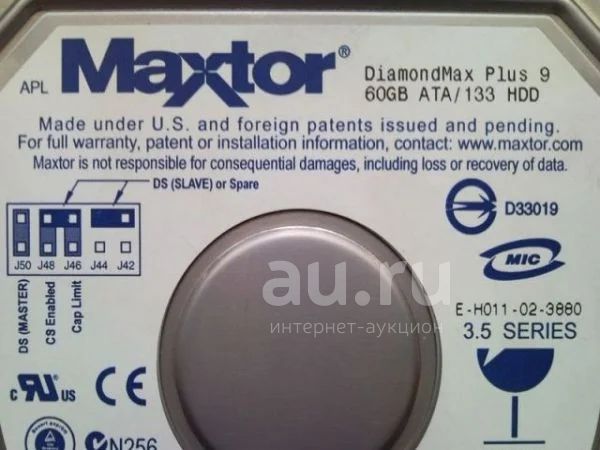 APL Maxtor®
DiamondMax Plus 9
60GB ATA/133 HDD
Made under U.S. and foreign patents issued and pending.
For full warranty, patent or installation information, contact: www.maxtor.com
Maxtor is not responsible for consequential damages, including loss or recovery of data.
DS (SLAVE) or Spare
J50 J48 J46 J44 J42
DS (MASTER)
CS Enabled
Cap Limit
D33019
MIC
E-H011-02-3880
3.5 SERIES
au.ru
интернет-аукцион
c RU US CE
N256